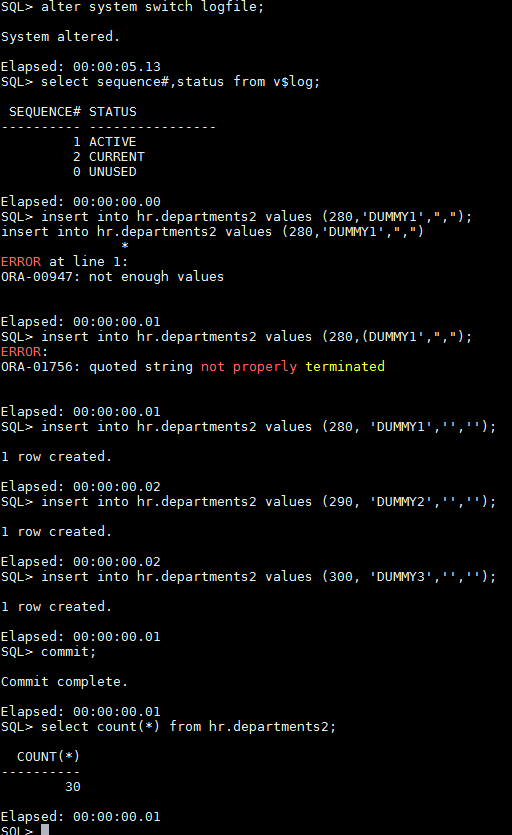 SQL> alter system switch logfile;
System altered.
Elapsed: 00:00:05.13
SQL> select sequence#,status from v$log;
 SEQUENCE# STATUS
---------- ----------------
         1 ACTIVE
         2 CURRENT
         0 UNUSED
Elapsed: 00:00:00.00
SQL> insert into hr.departments2 values (280,'DUMMY1',",");
insert into hr.departments2 values (280,'DUMMY1',",")
               *
ERROR at line 1:
ORA-00947: not enough values
Elapsed: 00:00:00.01
SQL> insert into hr.departments2 values (280,(DUMMY1',",");
ERROR:
ORA-01756: quoted string not properly terminated
Elapsed: 00:00:00.01
SQL> insert into hr.departments2 values (280, 'DUMMY1','','');
1 row created.
Elapsed: 00:00:00.02
SQL> insert into hr.departments2 values (290, 'DUMMY2','','');
1 row created.
Elapsed: 00:00:00.02
SQL> insert into hr.departments2 values (300, 'DUMMY3','','');
1 row created.
Elapsed: 00:00:00.01
SQL> commit;
Commit complete.
Elapsed: 00:00:00.01
SQL> select count(*) from hr.departments2;
  COUNT(*)
----------
        30
Elapsed: 00:00:00.01
SQL>